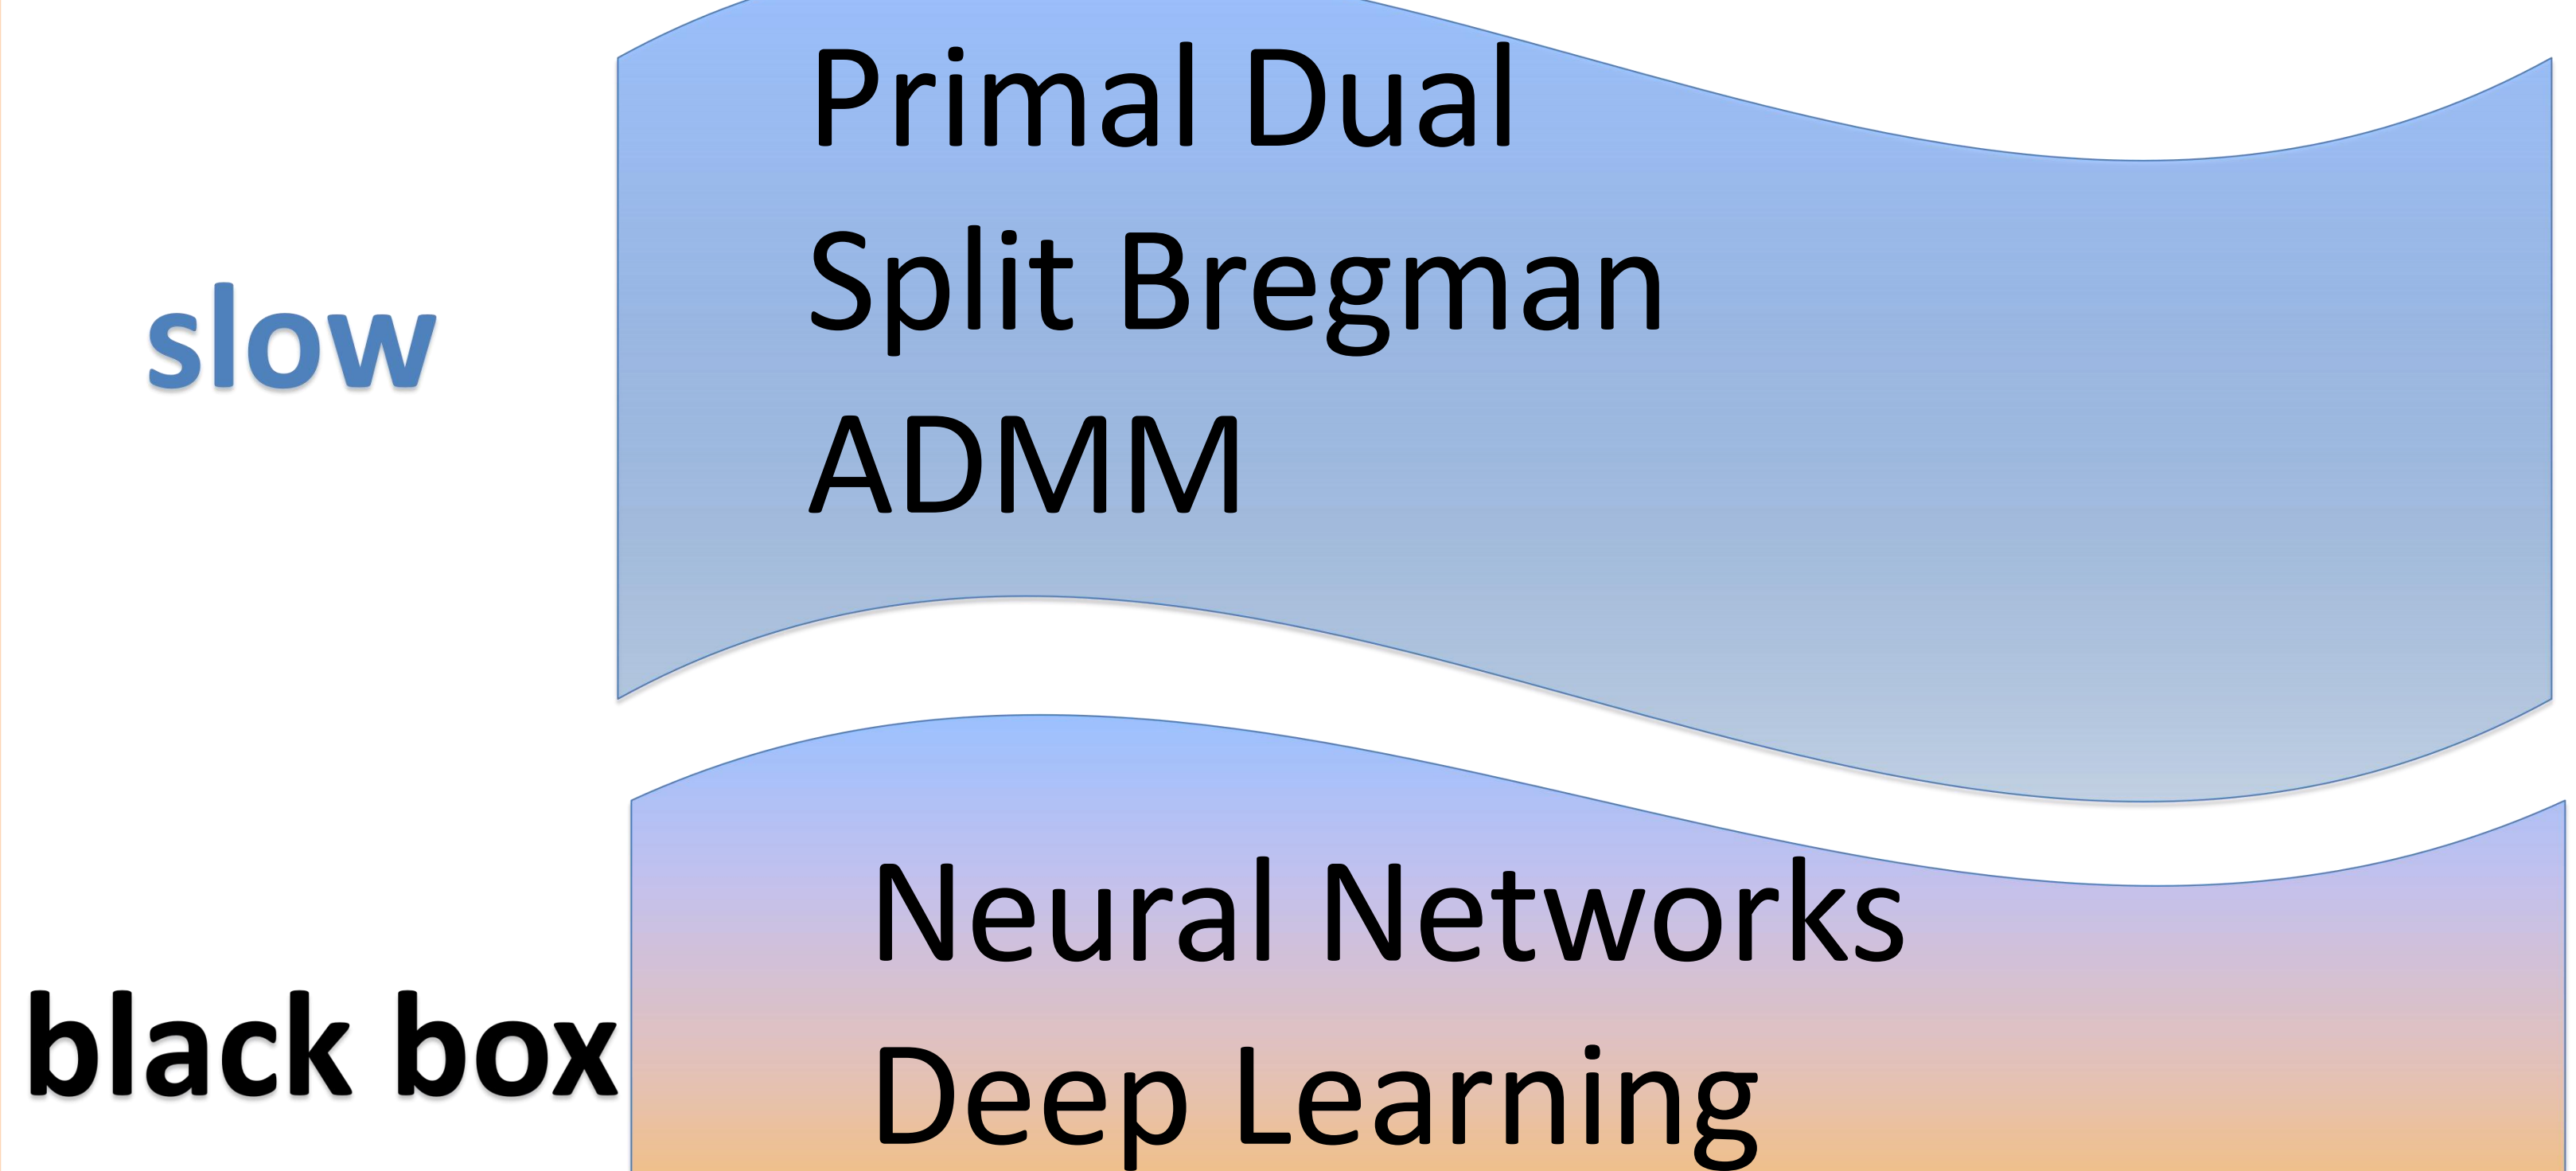 Primal Dual
Split Bregman
slow
ADMM
Neural Networks
black box
Deep Learning